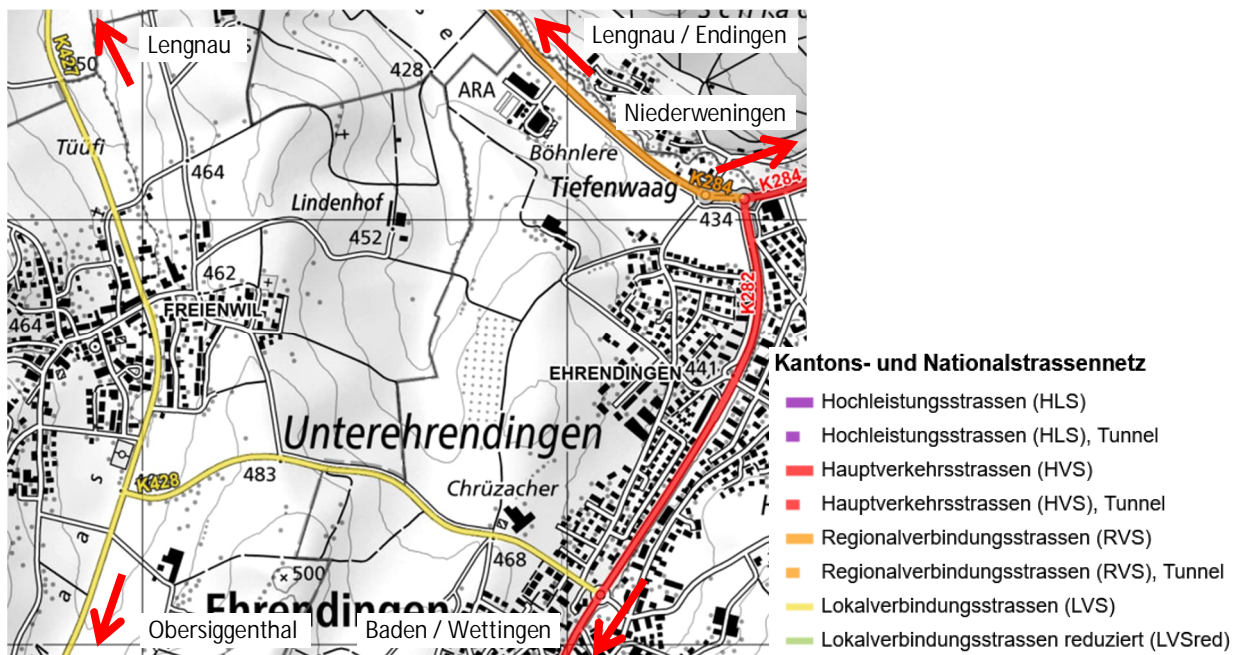 K427
Lengnau
50
428
ARA
Lengnau / Endingen
Niederweningen
Tüüfi
464
Böhnlere
Tiefenwaag
K284
K284
434
Lindenhof
452
462
FREIENWIL
464
K282
EHRENDINGEN
441
Unterehrendingen
K428
483
Chrüzacher
468
500
Ehrendingen
Obersiggenthal
Baden / Wettingen
Kantons- und Nationalstrassennetz
Hochleistungsstrassen (HLS)
Hochleistungsstrassen (HLS), Tunnel
Hauptverkehrsstrassen (HVS)
Hauptverkehrsstrassen (HVS), Tunnel
Regionalverbindungsstrassen (RVS)
Regionalverbindungsstrassen (RVS), Tunnel
Lokalverbindungsstrassen (LVS)
Lokalverbindungsstrassen reduziert (LVSred)